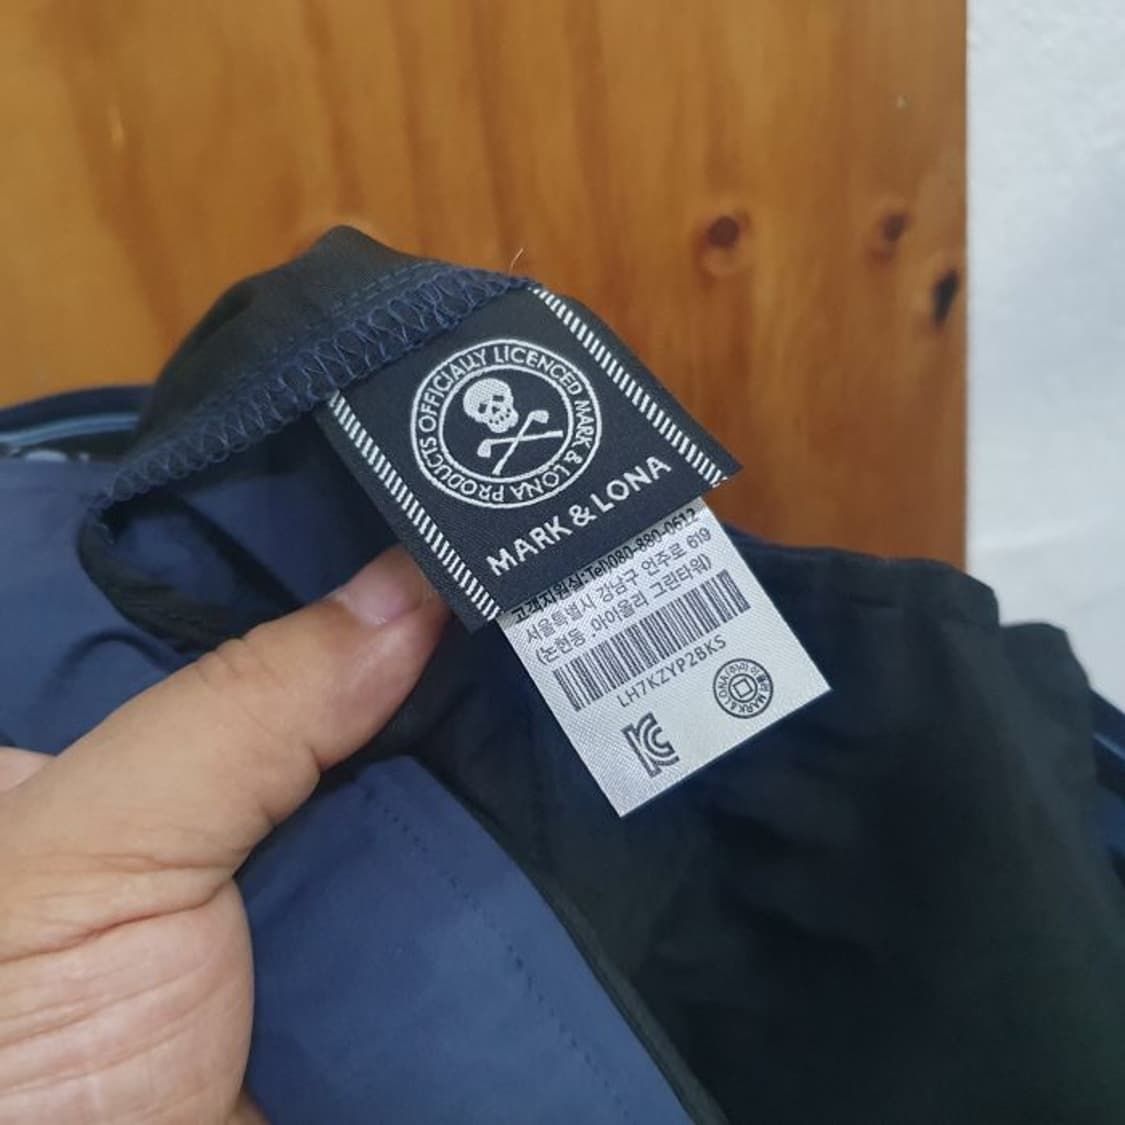 OFFICIALLY LICENCED MARK & LONA PRODUCTS
MARK & LONA
고객지원실:Tel)080-880-0612
서울특별시 강남구 언주로 619
(논현동 ,아이올리 그린타워)
LH7KZYP2BKS
KC